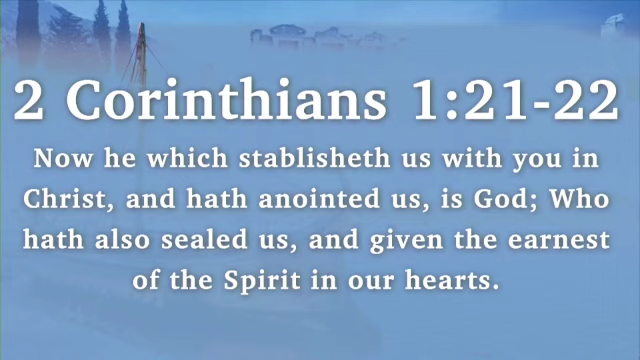 2 Corinthians 1:21-22
Now he which stablisheth us with you in
Christ, and hath anointed us, is God; Who
hath also sealed us, and given the earnest
of the Spirit in our hearts.